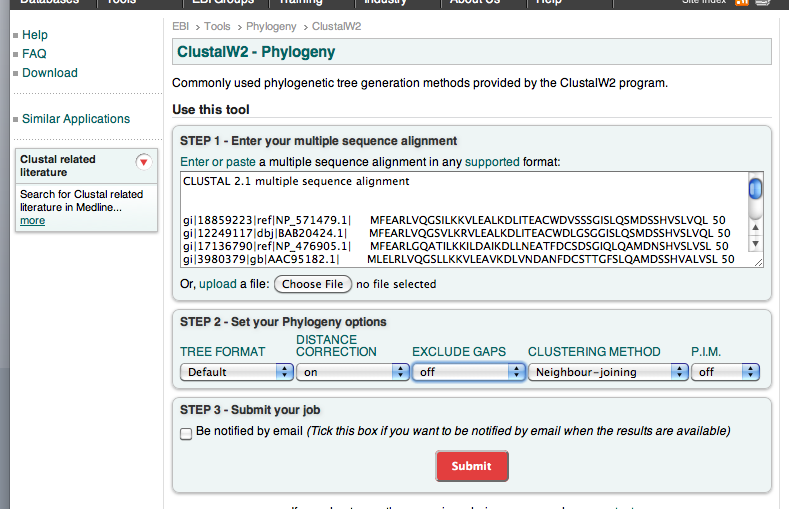 Databases Tools EBI Groups Training Industry About Us Help Site Index
EBI > Tools > Phylogeny > ClustalW2
Help
FAQ
Download
Similar Applications
Clustal related
literature
Search for Clustal related
literature in Medline...
more
ClustalW2 - Phylogeny
Commonly used phylogenetic tree generation methods provided by the ClustalW2 program.
Use this tool
STEP 1 - Enter your multiple sequence alignment
Enter or paste a multiple sequence alignment in any supported format:
CLUSTAL 2.1 multiple sequence alignment
gi|18859223|ref|NP_571479.1| MFEARLVQGSILKKVLEALKDLITEACWDVSSSGISLQSMDSSHVSLVQL 50
gi|12249117|dbj|BAB20424.1| MFEARLVQGSVLKRVLEALKDLITEACWDLGSGGISLQSMDSSHVSLVQL 50
gi|17136790|ref|NP_476905.1| MFEARLGQATILKKILDAIKDLLNEATFDCSDSGIQLQAMDNSHVSLVSL 50
gi|3980379|gb|AAC95182.1| MLELRLVQGSLLKKVLEAVKDLVNDANFDCSTTGFSLQAMDSSHVALVSL 50
Or, upload a file: Choose File no file selected
STEP 2 - Set your Phylogeny options
TREE FORMAT DISTANCE CORRECTION EXCLUDE GAPS CLUSTERING METHOD P.I.M.
Default on off Neighbour-joining off
STEP 3 - Submit your job
Be notified by email (Tick this box if you want to be notified by email when the results are available)
Submit